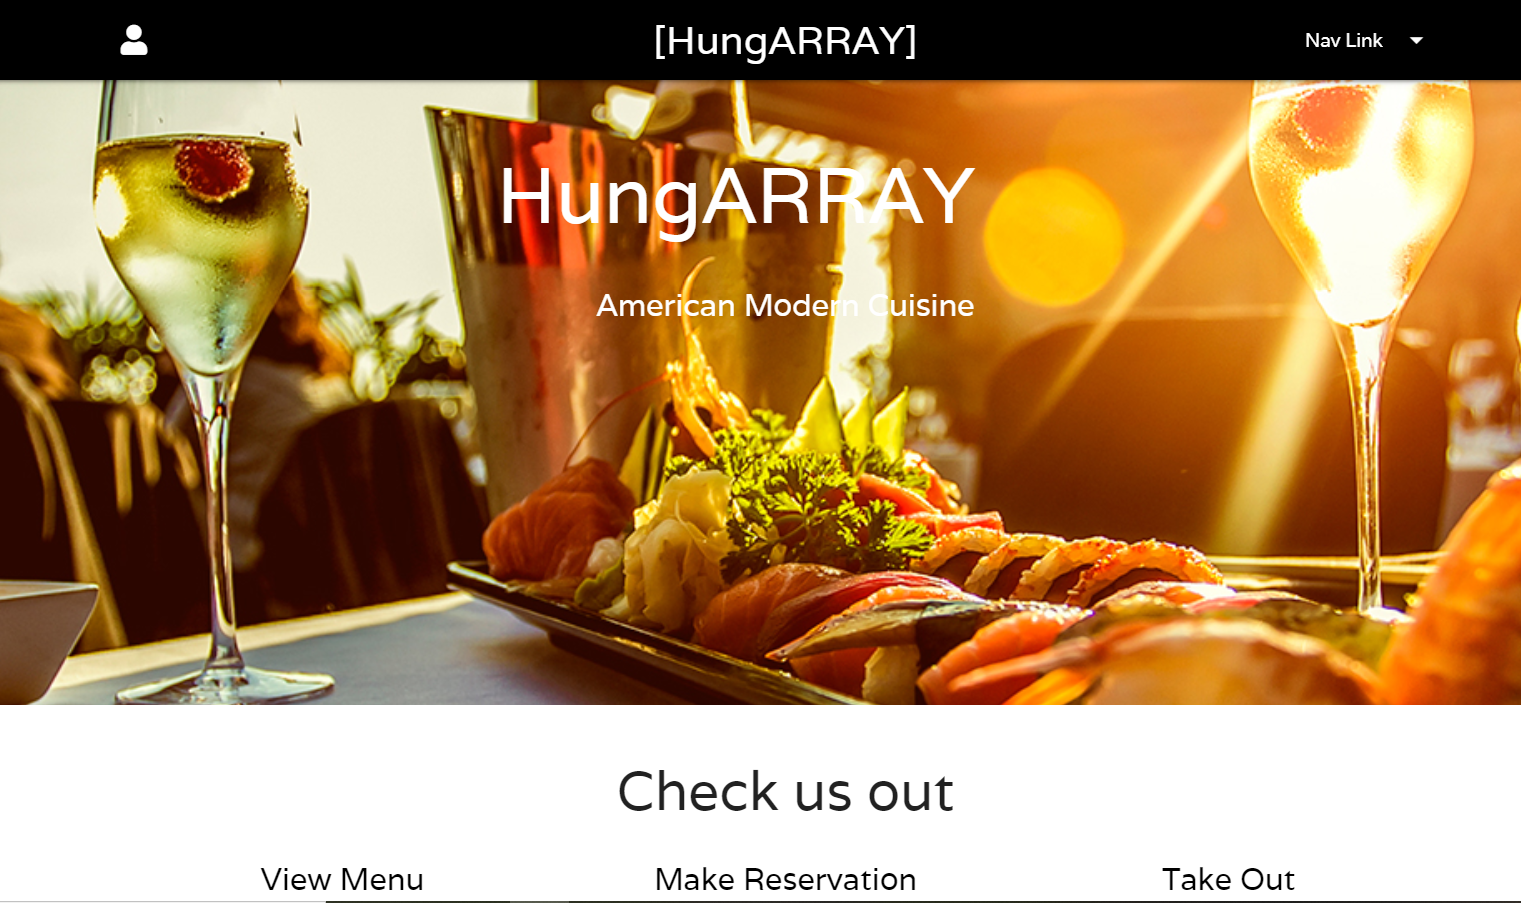 [HungARRAY]
Nav Link
HungARRAY
American Modern Cuisine
Check us out
View Menu
Make Reservation
Take Out